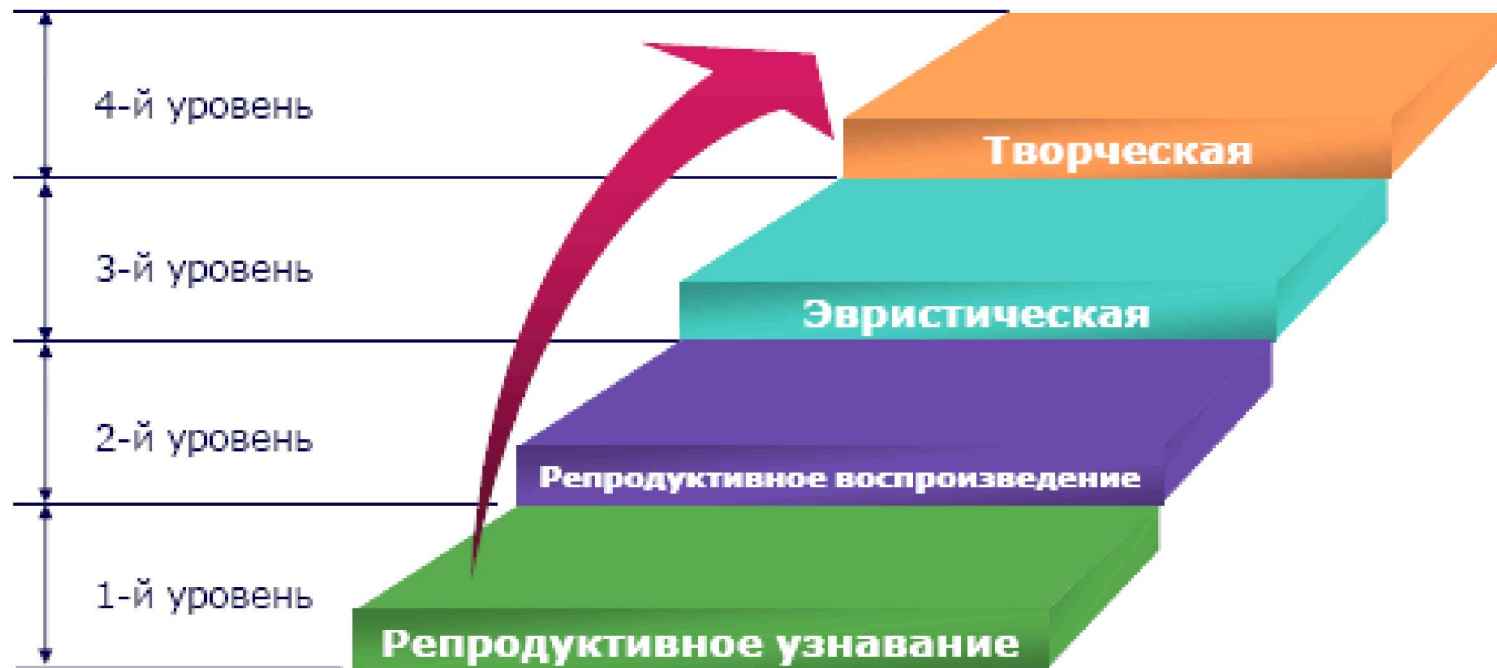 4-й уровень
Творческая
3-й уровень
Эвристическая
2-й уровень
Репродуктивное воспроизведение
1-й уровень
Репродуктивное узнавание